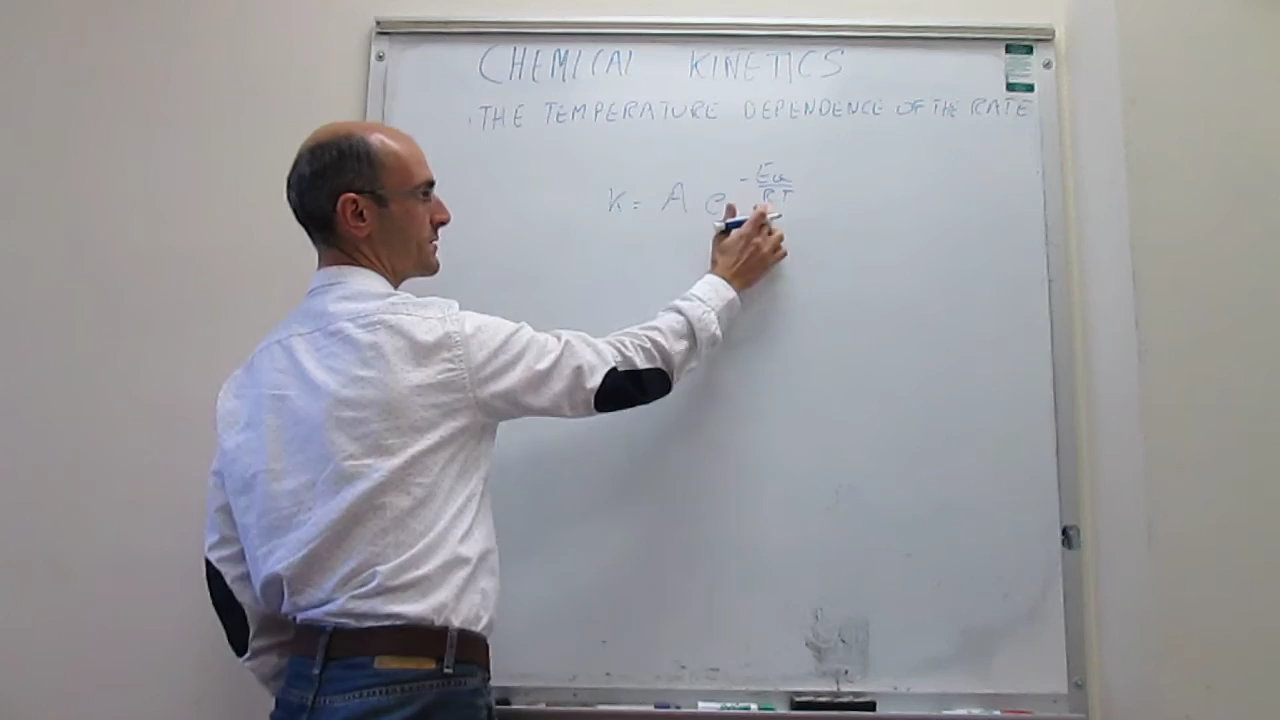 CHEMICAL KINETICS
. THE TEMPERATURE DEPENDENCE OF THE RATE
K = A e^-Ea/RT